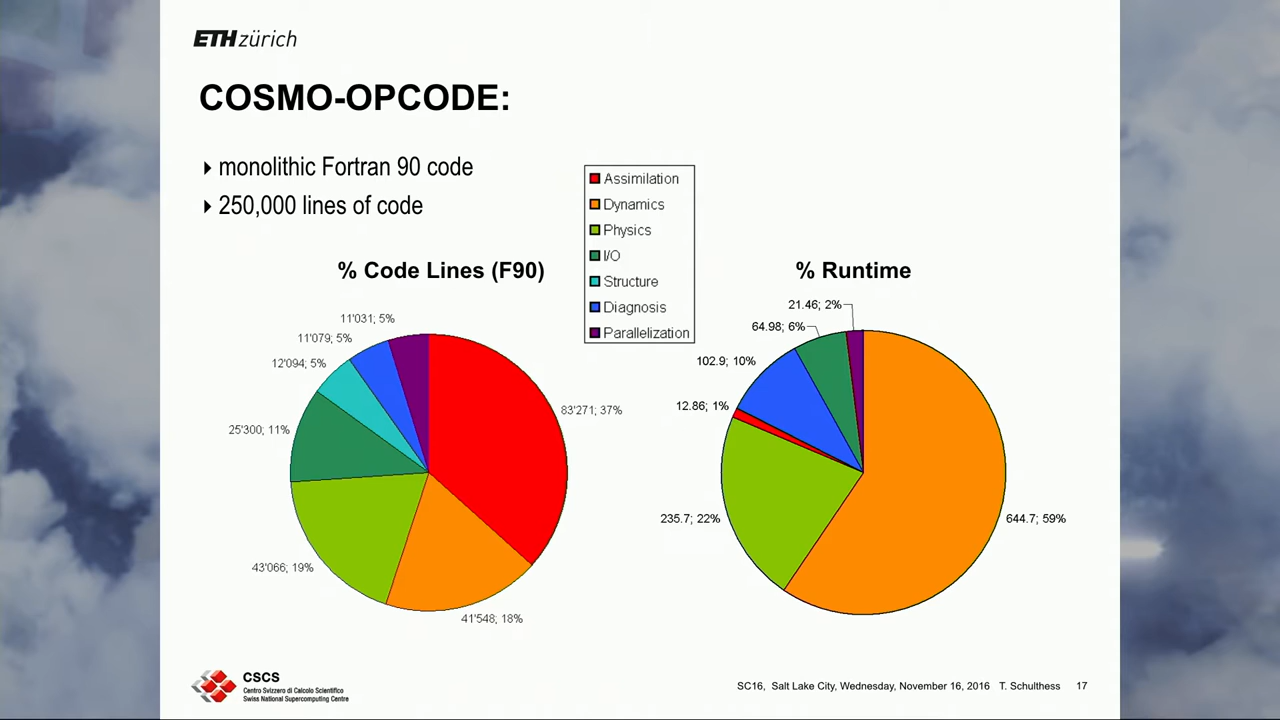 ETH zürich
COSMO-OPCODE:
monolithic Fortran 90 code
250,000 lines of code
Assimilation
Dynamics
Physics
I/O
Structure
Diagnosis
Parallelization
% Code Lines (F90)
11'031; 5%
11'079; 5%
12'094; 5%
25'300; 11%
43'066; 19%
41'548; 18%
83'271; 37%
% Runtime
21.46; 2%
64.98; 6%
102.9; 10%
12.86; 1%
235.7; 22%
644.7; 59%
CSCS
Centro Svizzero di Calcolo Scientifico
Swiss National Supercomputing Centre
SC16, Salt Lake City, Wednesday, November 16, 2016 T. Schulthess 17